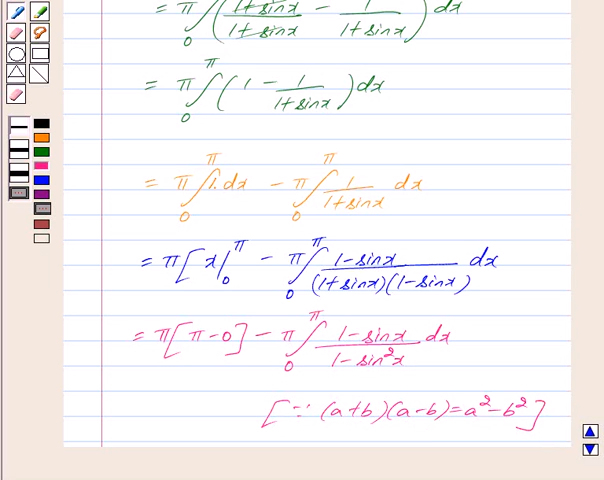 = π ∫₀^π ( (1+sinx)/(1+sinx) - 1/(1+sinx) ) dx
= π ∫₀^π ( 1 - 1/(1+sinx) ) dx
= π ∫₀^π 1.dx - π ∫₀^π 1/(1+sinx) dx
= π [x]₀^π - π ∫₀^π (1-sinx)/((1+sinx)(1-sinx)) dx
= π[π-0] - π ∫₀^π (1-sinx)/(1-sin²x) dx
[∵ (a+b)(a-b)=a²-b²]